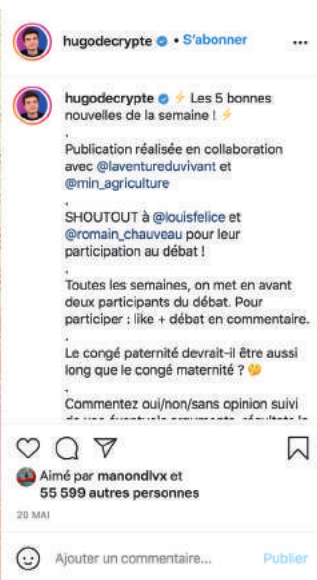 hugodecrypte • S'abonner ...
hugodecrypte ⚡ Les 5 bonnes
nouvelles de la semaine ! ⚡
.
Publication réalisée en collaboration
avec @laventureduvivant et
@min_agriculture
.
SHOUTOUT à @louisfelice et
@romain_chauveau pour leur
participation au débat !
.
Toutes les semaines, on met en avant
deux participants du débat. Pour
participer : like + débat en commentaire.
.
Le congé paternité devrait-il être aussi
long que le congé maternité ? 🤔
.
Commentez oui/non/sans opinion suivi
Aimé par manondlvx et
55 599 autres personnes
20 MAI
Ajouter un commentaire... Publier